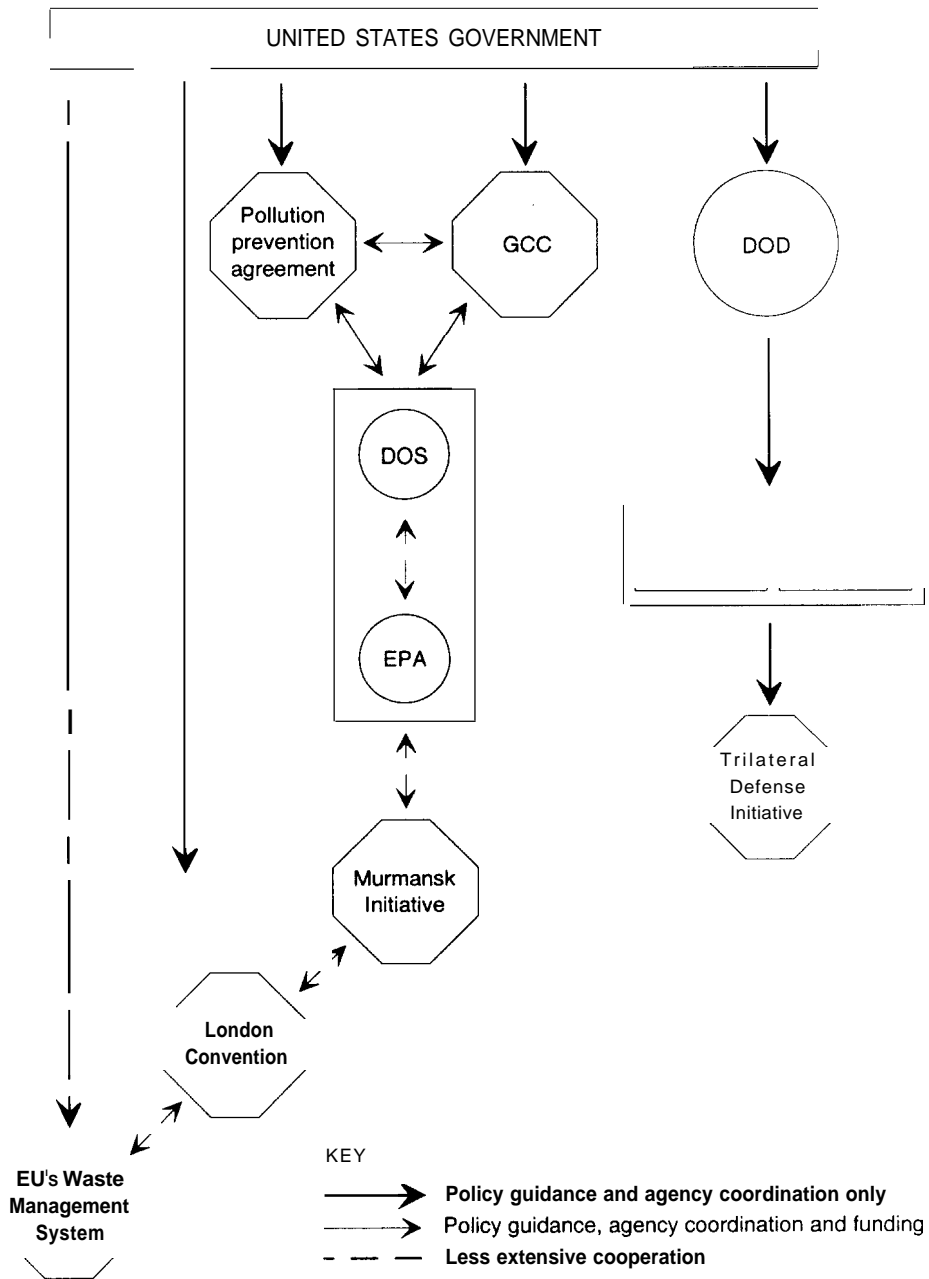 UNITED STATES GOVERNMENT
Pollution
prevention
agreement
GCC
DOD
DOS
EPA
Trilateral
Defense
Initiative
Murmansk
Initiative
London
Convention
EU's Waste
Management
System
KEY
Policy guidance and agency coordination only
Policy guidance, agency coordination and funding
Less extensive cooperation